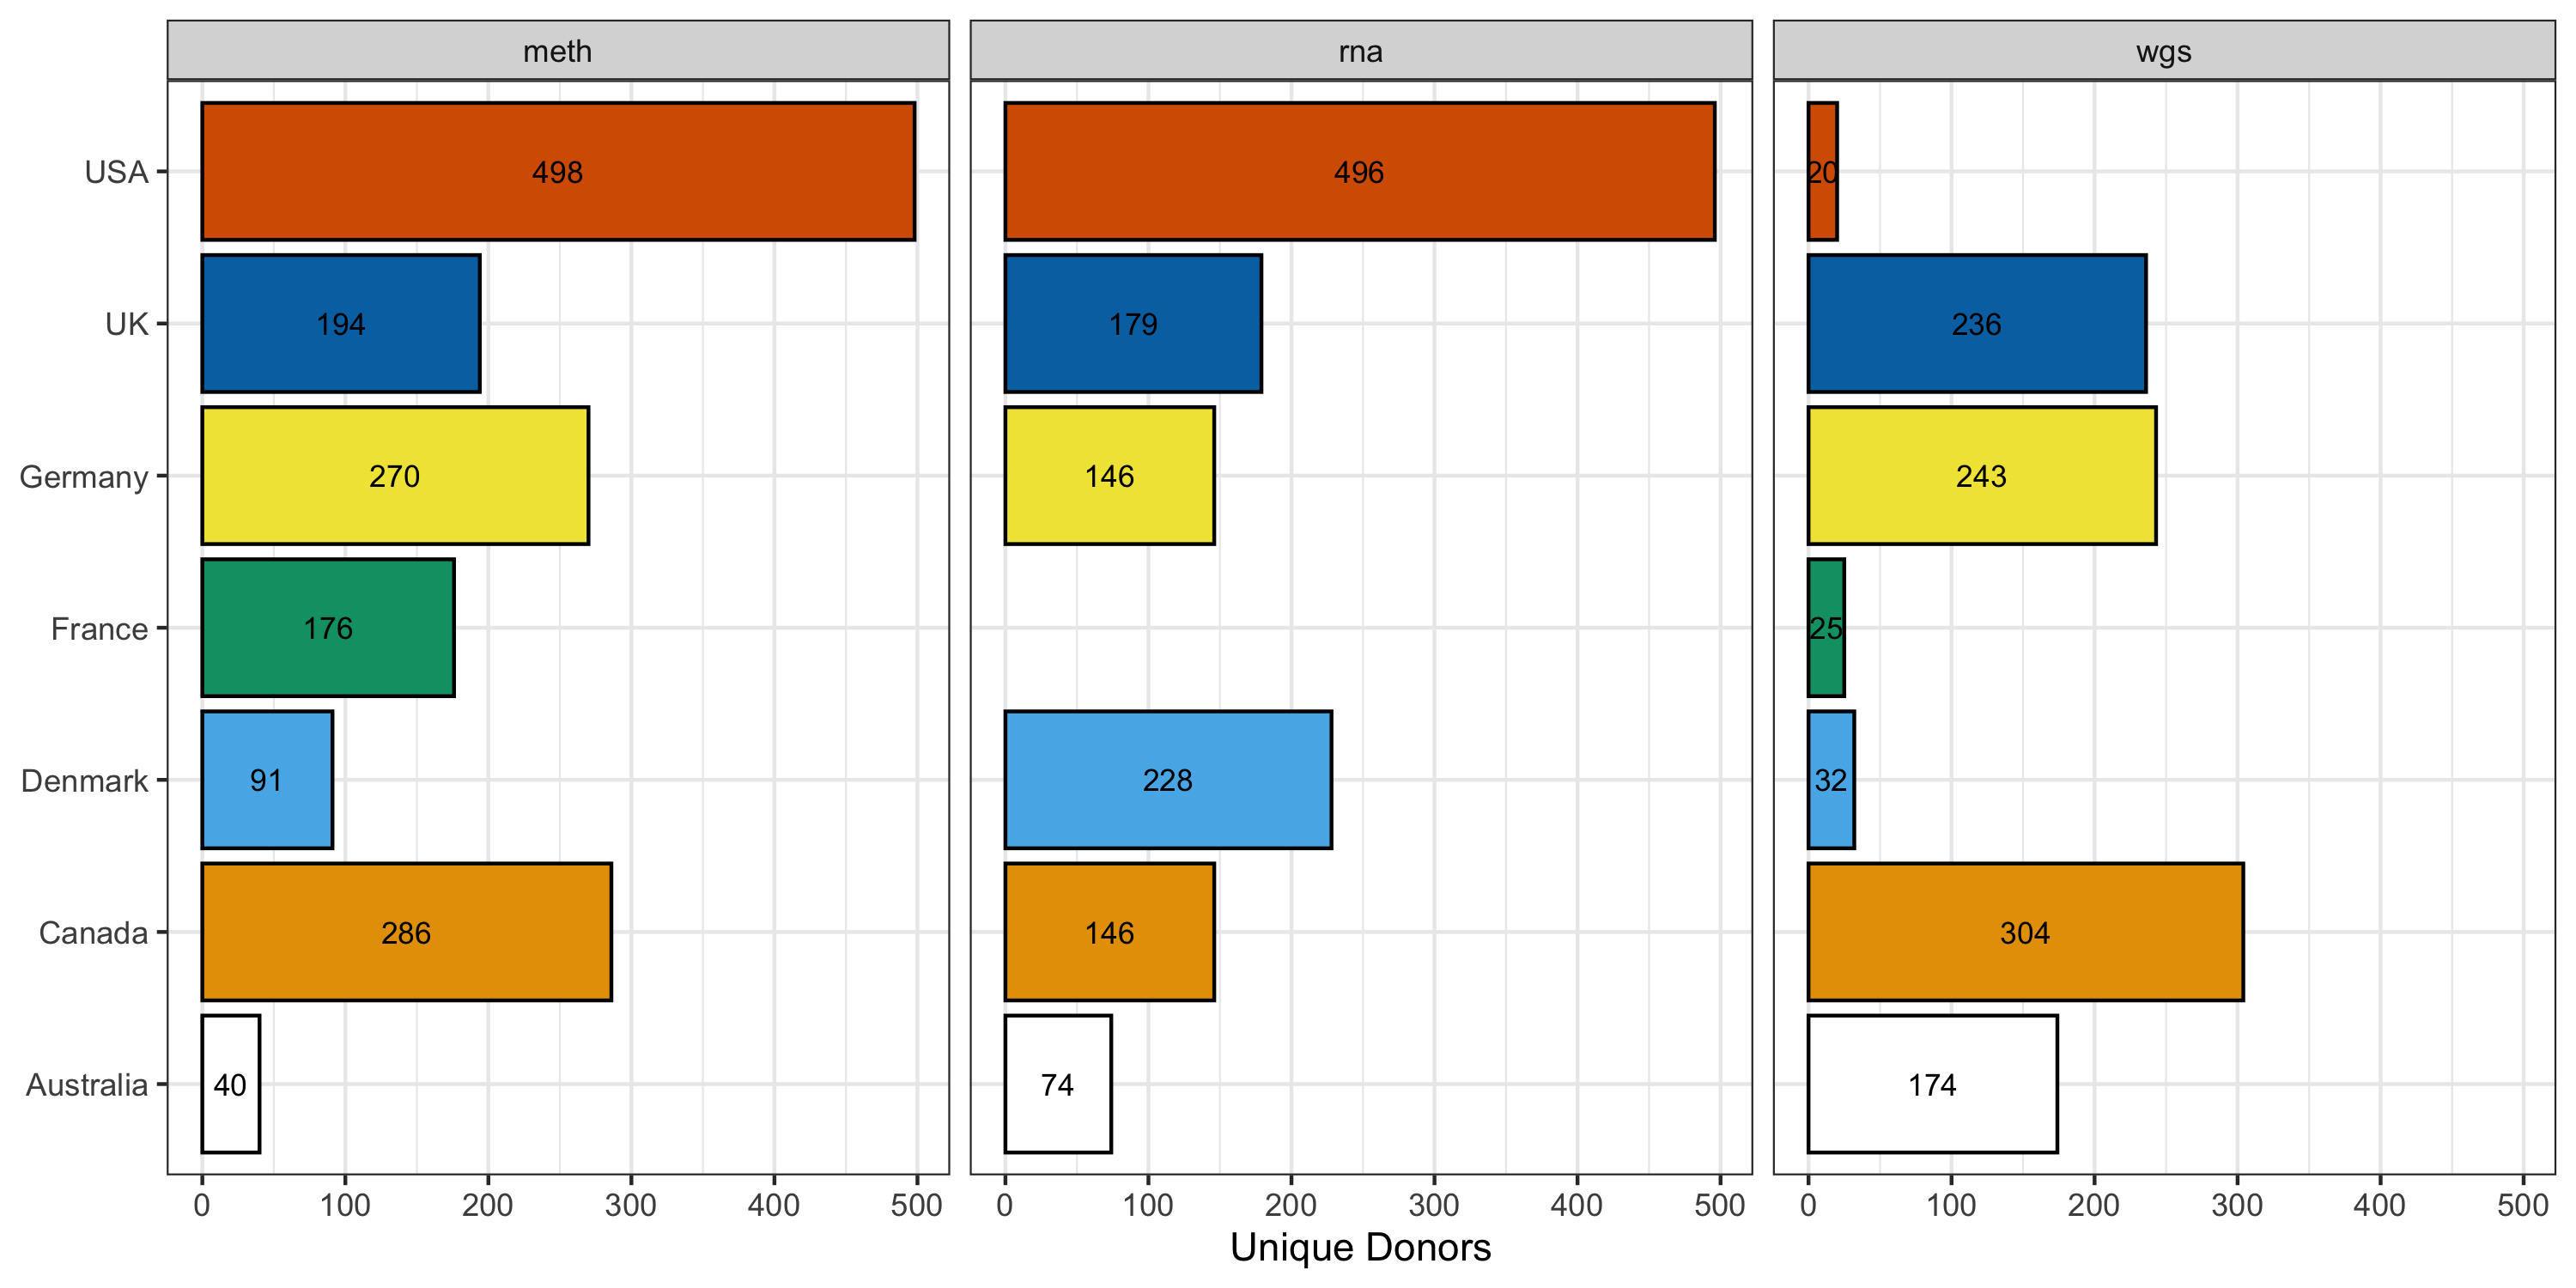 meth rna wgs
USA 498 496 20
UK 194 179 236
Germany 270 146 243
France 176 25
Denmark 91 228 32
Canada 286 146 304
Australia 40 74 174
0 100 200 300 400 500 0 100 200 300 400 500 0 100 200 300 400 500
Unique Donors